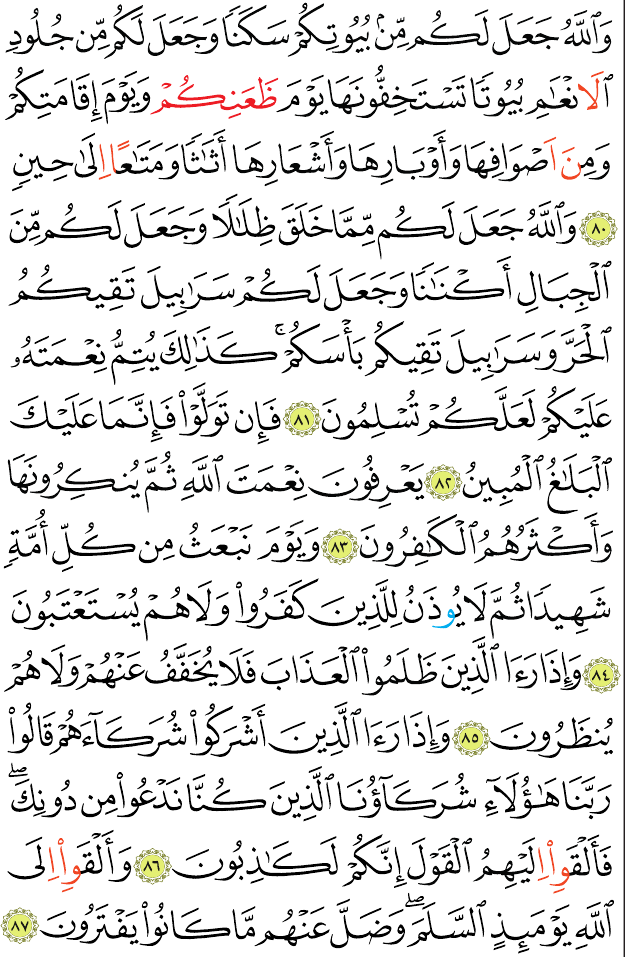 وَٱللَّهُ جَعَلَ لَكُم مِّنۢ بُيُوتِكُمْ سَكَنٗا وَجَعَلَ لَكُم مِّن جُلُودِ
ٱلَانْعَٰمِ بُيُوتٗا تَسْتَخِفُّونَهَا يَوْمَ ظَعَنِكُمْ وَيَوْمَ إِقَامَتِكُمْ
وَمِنَ اَصْوَافِهَا وَأَوْبَارِهَا وَأَشْعَارِهَا أَثَٰثٗا وَمَتَٰعًا اِلَىٰ حِينٖ
٨٠ وَٱللَّهُ جَعَلَ لَكُم مِّمَّا خَلَقَ ظِلَٰلٗا وَجَعَلَ لَكُم مِّنَ
ٱلْجِبَالِ أَكْنَٰنٗا وَجَعَلَ لَكُمْ سَرَٰبِيلَ تَقِيكُمُ
ٱلْحَرَّ وَسَرَٰبِيلَ تَقِيكُم بَأْسَكُمْۚ كَذَٰلِكَ يُتِمُّ نِعْمَتَهُۥ
عَلَيْكُمْ لَعَلَّكُمْ تُسْلِمُونَ ٨١ فَإِن تَوَلَّوْاْ فَإِنَّمَا عَلَيْكَ
ٱلْبَلَٰغُ ٱلْمُبِينُ ٨٢ يَعْرِفُونَ نِعْمَتَ ٱللَّهِ ثُمَّ يُنكِرُونَهَا
وَأَكْثَرُهُمُ ٱلْكَٰفِرُونَ ٨٣ وَيَوْمَ نَبْعَثُ مِن كُلِّ أُمَّةٖ
شَهِيدٗا ثُمَّ لَا يُوذَنُ لِلَّذِينَ كَفَرُواْ وَلَا هُمْ يُسْتَعْتَبُونَ
٨٤ وَإِذَا رَءَا ٱلَّذِينَ ظَلَمُواْ ٱلْعَذَابَ فَلَا يُخَفَّفُ عَنْهُمْ وَلَا هُمْ
يُنظَرُونَ ٨٥ وَإِذَا رَءَا ٱلَّذِينَ أَشْرَكُواْ شُرَكَآءَهُمْ قَالُواْ
رَبَّنَا هَٰٓؤُلَآءِ شُرَكَآؤُنَا ٱلَّذِينَ كُنَّا نَدْعُواْ مِن دُونِكَۖ
فَأَلْقَوِاْ اِلَيْهِمُ ٱلْقَوْلَ إِنَّكُمْ لَكَٰذِبُونَ ٨٦ وَأَلْقَوِاْ اِلَى
ٱللَّهِ يَوْمَئِذٍ ٱلسَّلَمَۖ وَضَلَّ عَنْهُم مَّا كَانُواْ يَفْتَرُونَ ٨٧